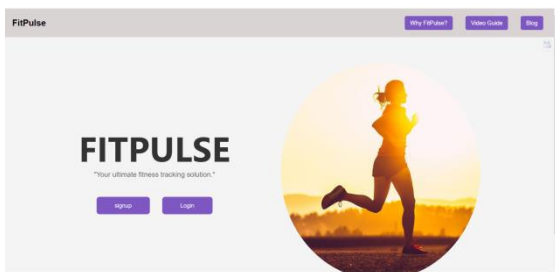 FitPulse
Why FitPulse?
Video Guide
Blog
FITPULSE
"Your ultimate fitness tracking solution."
signup
Login